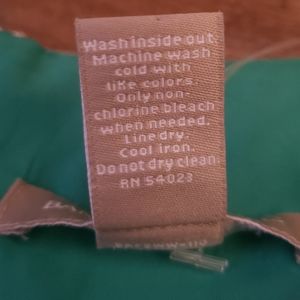 Wash inside out.
Machine wash
cold with
like colors.
Only non-
chlorine bleach
when needed.
Line dry.
Cool iron.
Do not dry clean.
RN 54023